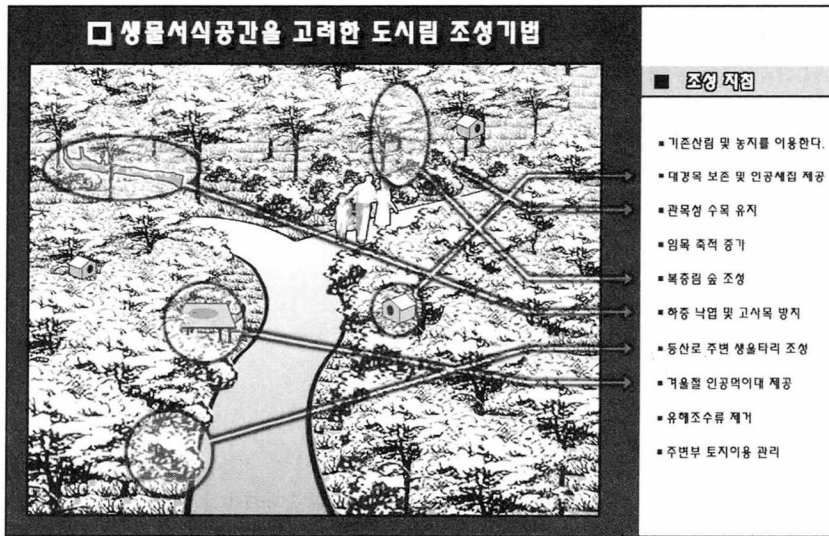 생물서식공간을 고려한 도시림 조성기법
조성 지침
기존산림 및 농지를 이용한다.
대경목 보존 및 인공새집 제공
관목성 수목 유지
임목 축적 증가
복층림 숲 조성
하층 낙엽 및 고사목 방치
등산로 주변 생울타리 조성
겨울철 인공먹이대 제공
유해조수류 제거
주변부 토지이용 관리